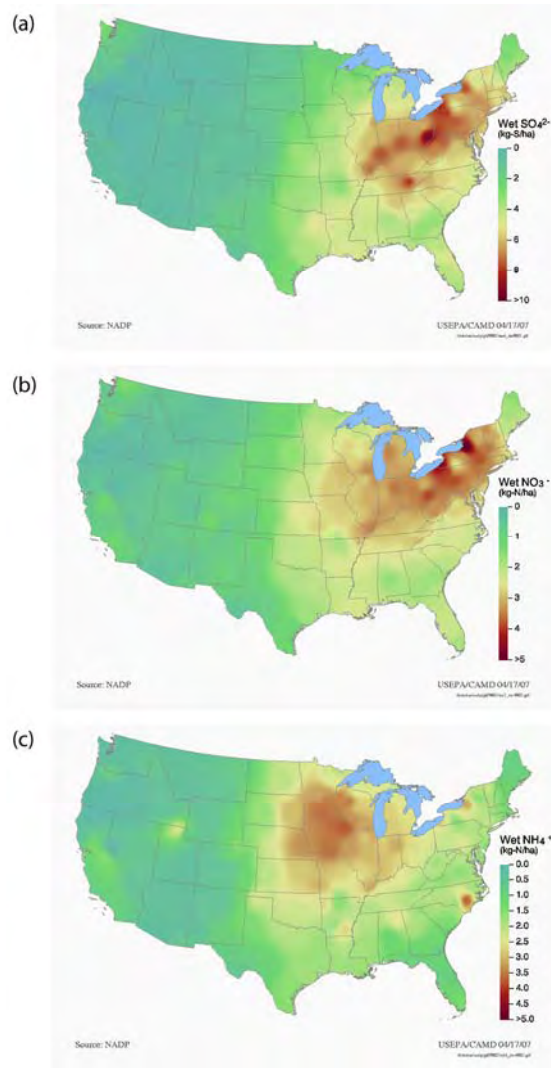 (a)
Wet SO₄²⁻
(kg-S/ha)
0
2
4
6
9
>10
Source: NADP
USEPA/CAMD 04/17/07
(b)
Wet NO₃⁻
(kg-N/ha)
0
1
2
3
4
>5
Source: NADP
USEPA/CAMD 04/17/07
(c)
Wet NH₄⁺
(kg-N/ha)
0.0
0.5
1.0
1.5
2.0
2.5
3.0
3.5
4.0
4.5
>5.0
Source: NADP
USEPA/CAMD 04/17/07